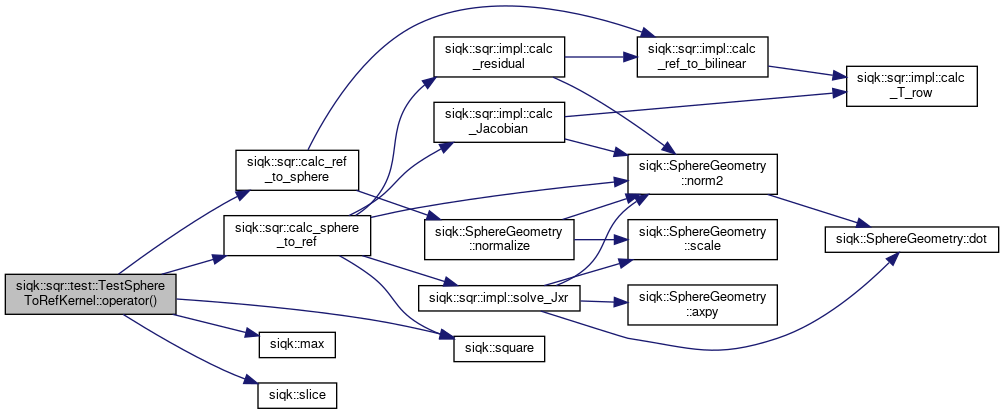 siqk::sqr::test::TestSphere
ToRefKernel::operator()
siqk::sqr::calc_ref
_to_sphere
siqk::sqr::calc_sphere
_to_ref
siqk::max
siqk::slice
siqk::sqr::impl::calc
_residual
siqk::sqr::impl::calc
_Jacobian
siqk::SphereGeometry
::normalize
siqk::sqr::impl::solve_Jxr
siqk::square
siqk::sqr::impl::calc
_ref_to_bilinear
siqk::SphereGeometry
::norm2
siqk::SphereGeometry
::scale
siqk::SphereGeometry
::axpy
siqk::sqr::impl::calc
_T_row
siqk::SphereGeometry::dot